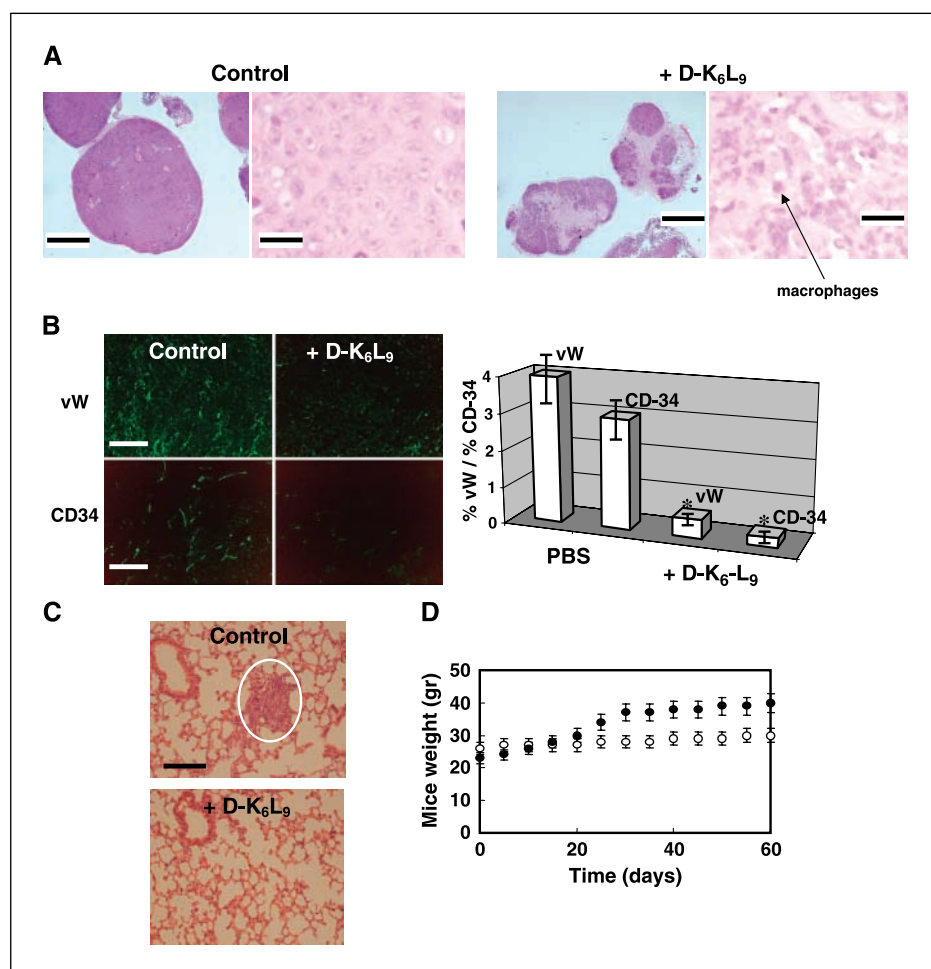 A
Control
+ D-K₆L₉
macrophages
B
Control
+ D-K₆L₉
vW
CD34
% vW / % CD-34
4
3
2
1
0
vW
CD-34
* vW
* CD-34
PBS
+ D-K₆-L₉
C
Control
+ D-K₆L₉
D
Mice weight (gr)
50
40
30
20
10
0
0
20
40
60
Time (days)